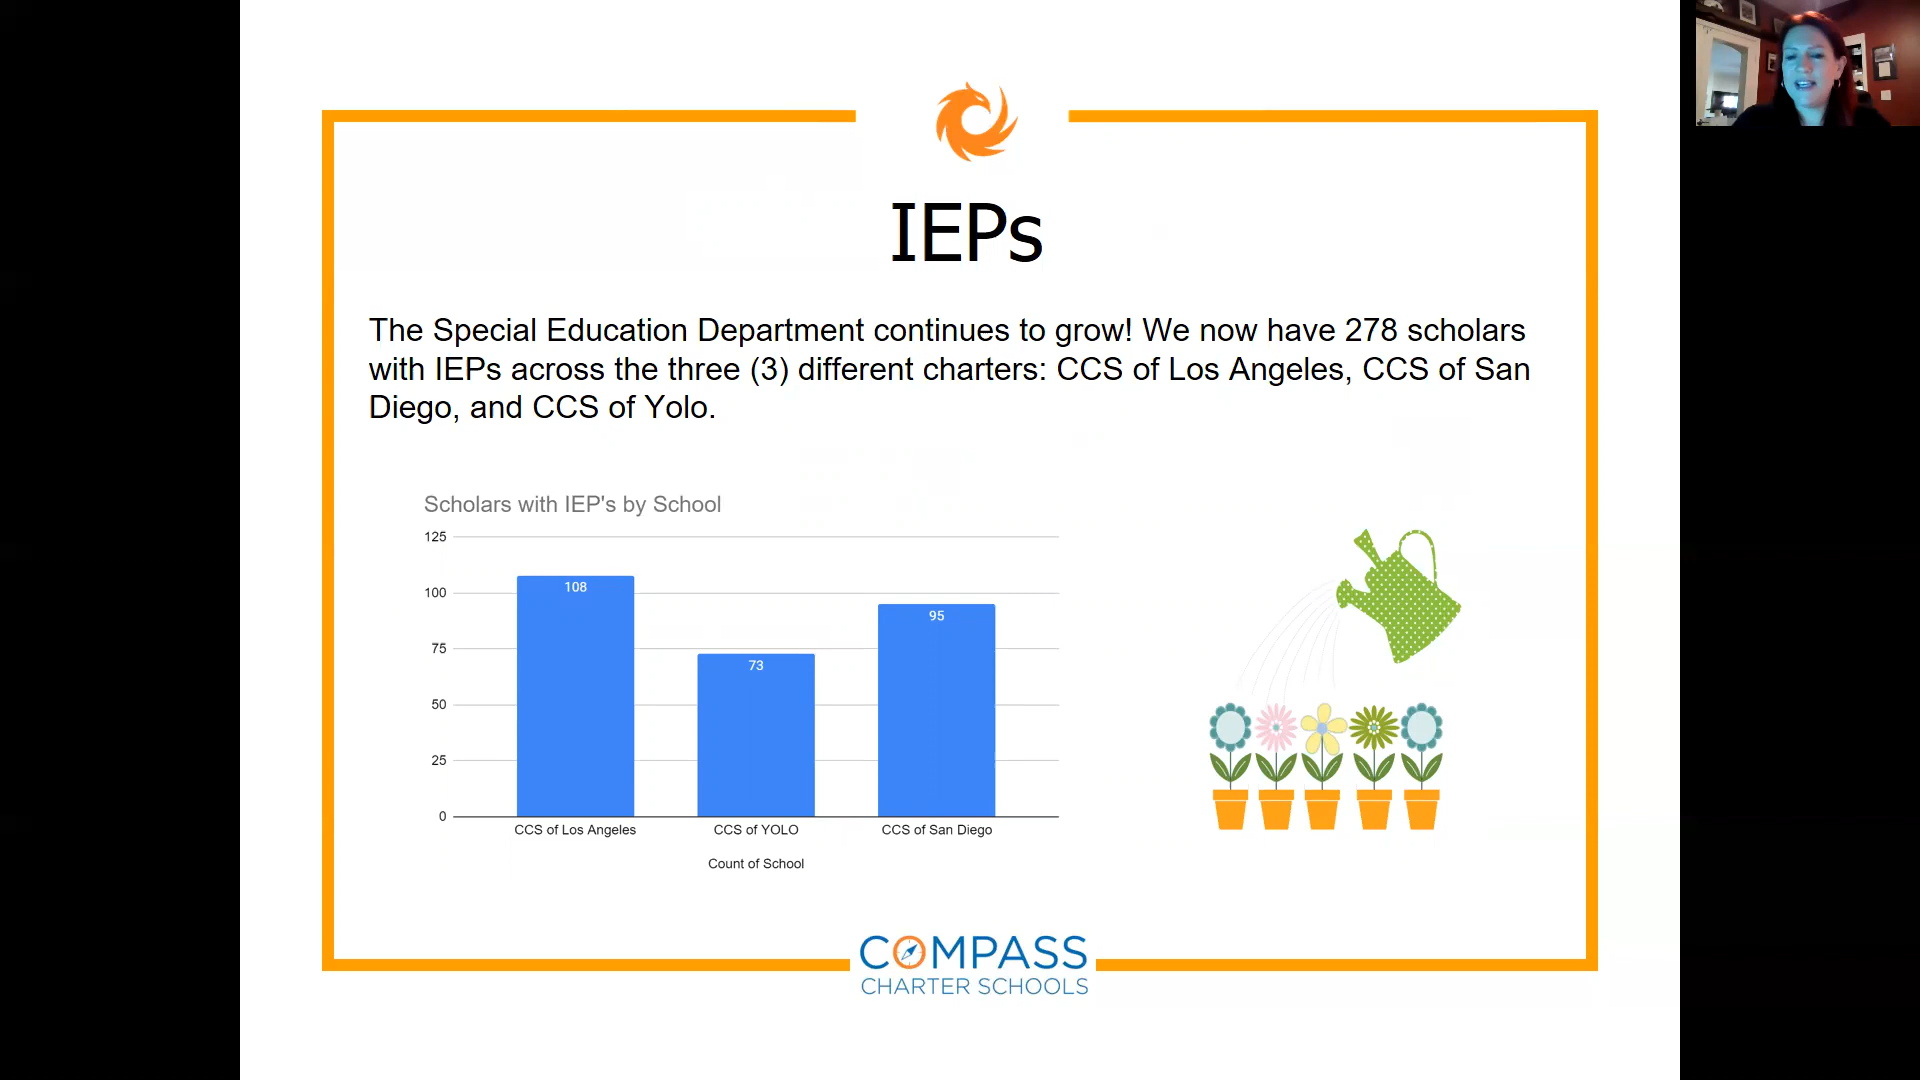 IEPs
The Special Education Department continues to grow! We now have 278 scholars
with IEPs across the three (3) different charters: CCS of Los Angeles, CCS of San
Diego, and CCS of Yolo.
Scholars with IEP's by School
125
100
75
50
25
0
108
73
95
CCS of Los Angeles
CCS of YOLO
CCS of San Diego
Count of School
COMPASS
CHARTER SCHOOLS